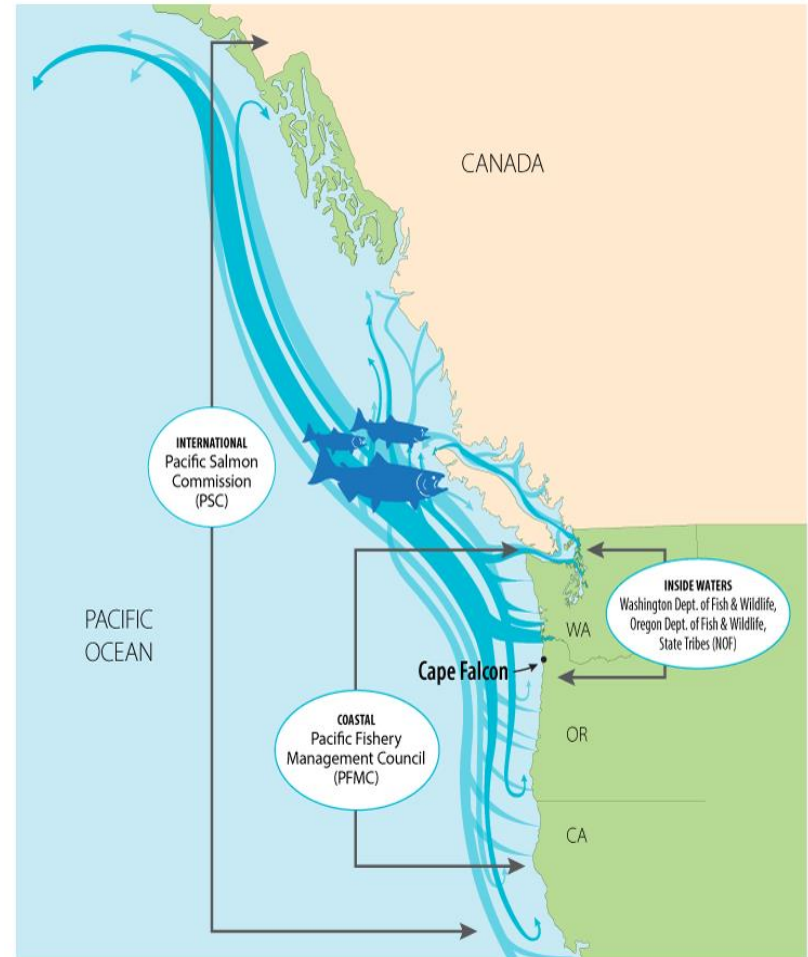 CANADA
INTERNATIONAL
Pacific Salmon
Commission
(PSC)
PACIFIC
OCEAN
INSIDE WATERS
Washington Dept. of Fish & Wildlife,
Oregon Dept. of Fish & Wildlife,
State Tribes (NOF)
WA
Cape Falcon
COASTAL
Pacific Fishery
Management Council
(PFMC)
OR
CA